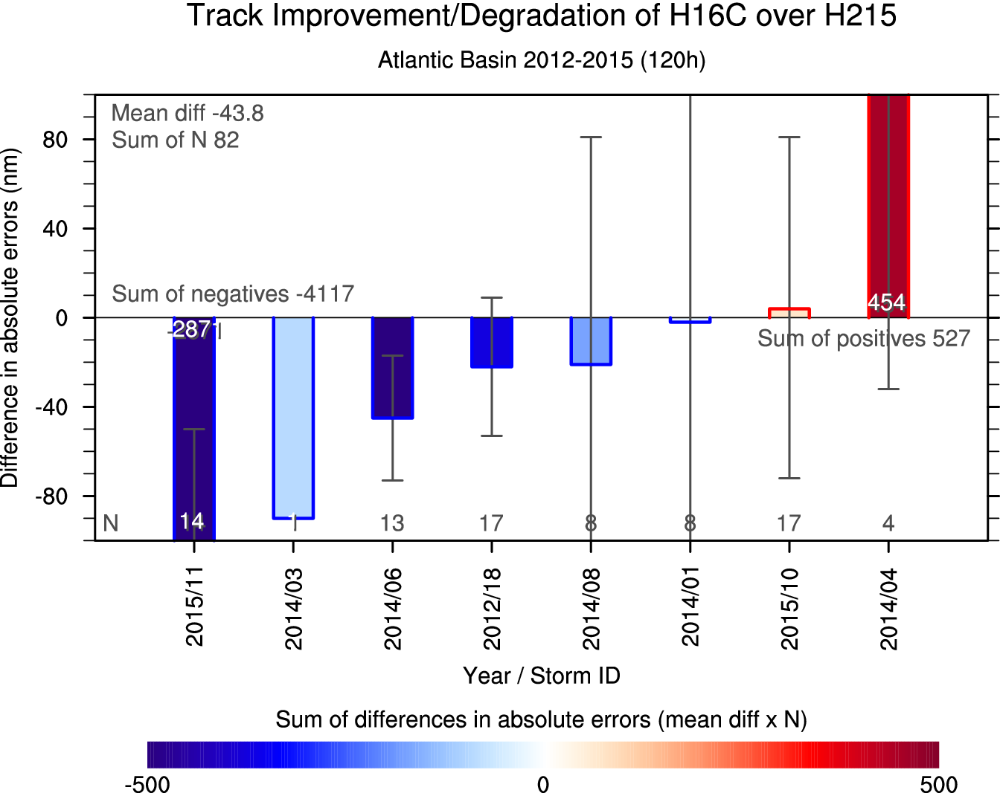 Track Improvement/Degradation of H16C over H215
Atlantic Basin 2012-2015 (120h)
Mean diff -43.8
Sum of N 82
Difference in absolute errors (nm)
80
40
0
-40
-80
Sum of negatives -4117
454
Sum of positives 527
N
14
1
13
17
8
8
17
4
2015/11
2014/03
2014/06
2012/18
2014/08
2014/01
2015/10
2014/04
Year / Storm ID
Sum of differences in absolute errors (mean diff x N)
-500
0
500